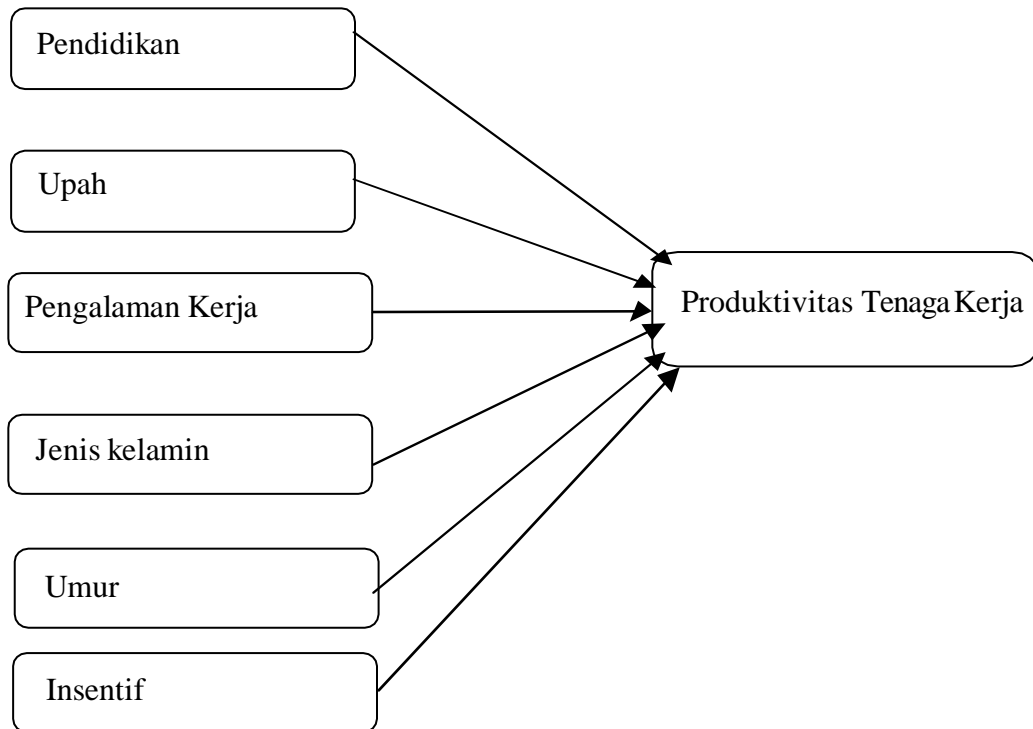 Pendidikan
Upah
Pengalaman Kerja
Produktivitas Tenaga Kerja
Jenis kelamin
Umur
Insentif